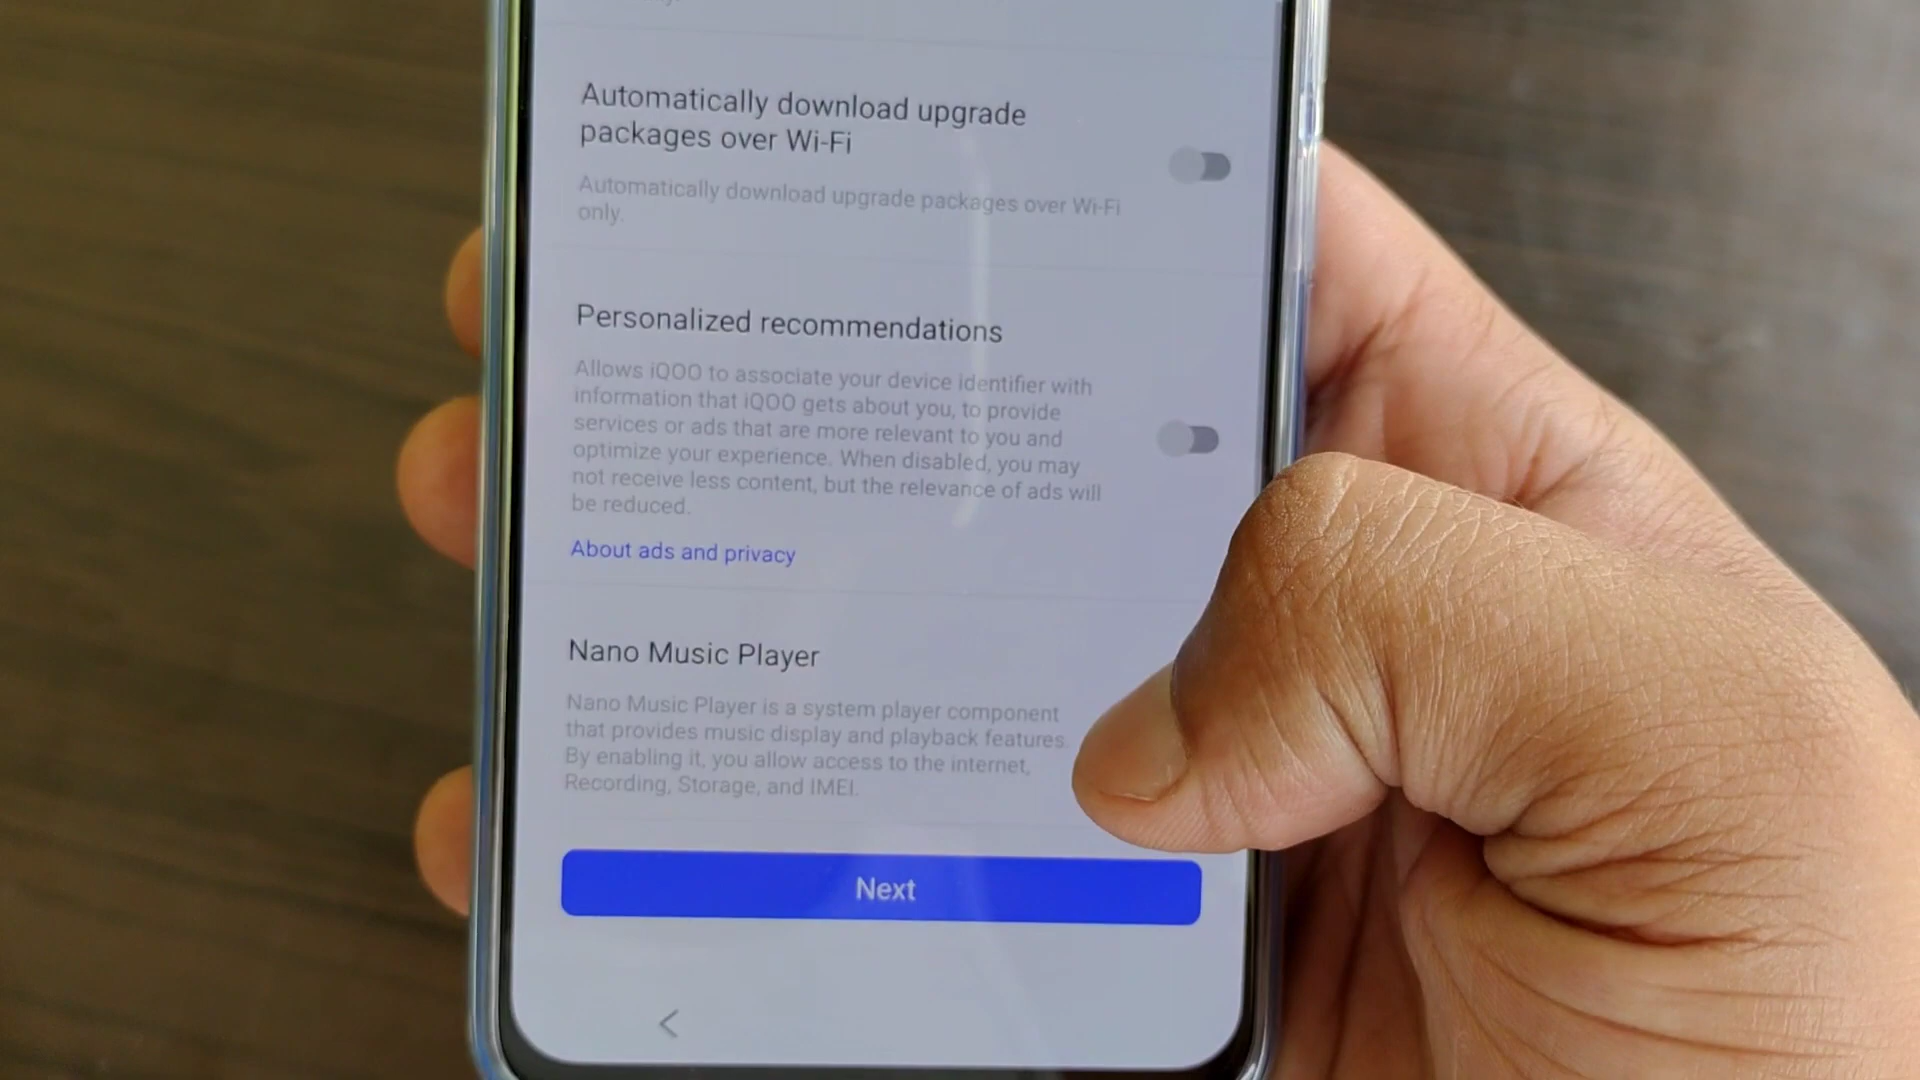 Automatically download upgrade
packages over Wi-Fi
Automatically download upgrade packages over Wi-Fi
only.
Personalized recommendations
Allows iQOO to associate your device identifier with
information that iQOO gets about you, to provide
services or ads that are more relevant to you and
optimize your experience. When disabled, you may
not receive less content, but the relevance of ads will
be reduced.
About ads and privacy
Nano Music Player
Nano Music Player is a system player component
that provides music display and playback features.
By enabling it, you allow access to the internet,
Recording, Storage, and IMEI.
Next